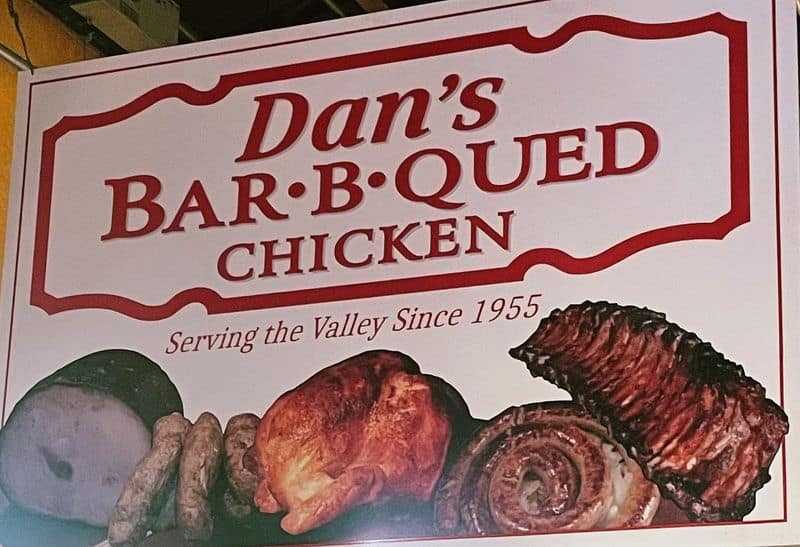 Dan's
BAR•B•QUED
CHICKEN
Serving the Valley Since 1955